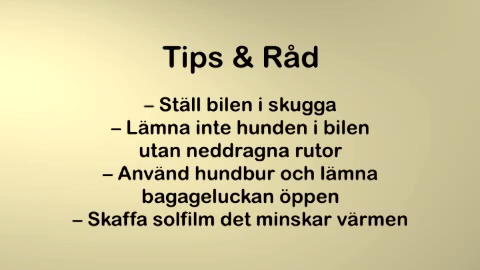 Tips & Råd
– Ställ bilen i skugga
– Lämna inte hunden i bilen
utan neddragna rutor
– Använd hundbur och lämna
bagageluckan öppen
– Skaffa solfilm det minskar värmen